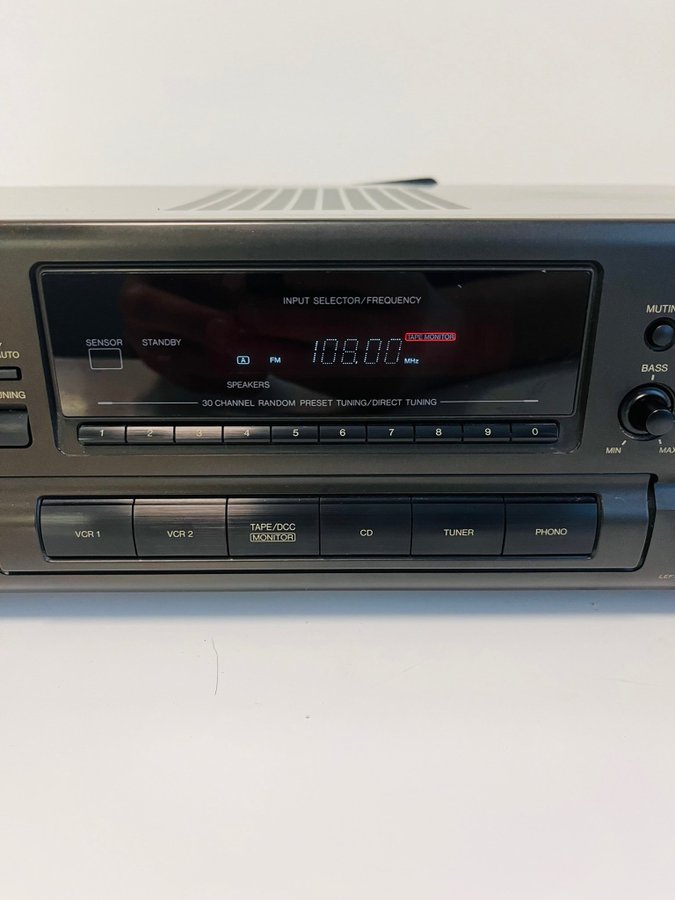 INPUT SELECTOR/FREQUENCY
TAPE MONITOR
SENSOR STANDBY
A FM 108.00 MHz
SPEAKERS
30 CHANNEL RANDOM PRESET TUNING/DIRECT TUNING
1 2 3 4 5 6 7 8 9 0
AUTO
MUTIN
BASS
MIN MAX
VCR 1
VCR 2
TAPE/DCC
MONITOR
CD
TUNER
PHONO